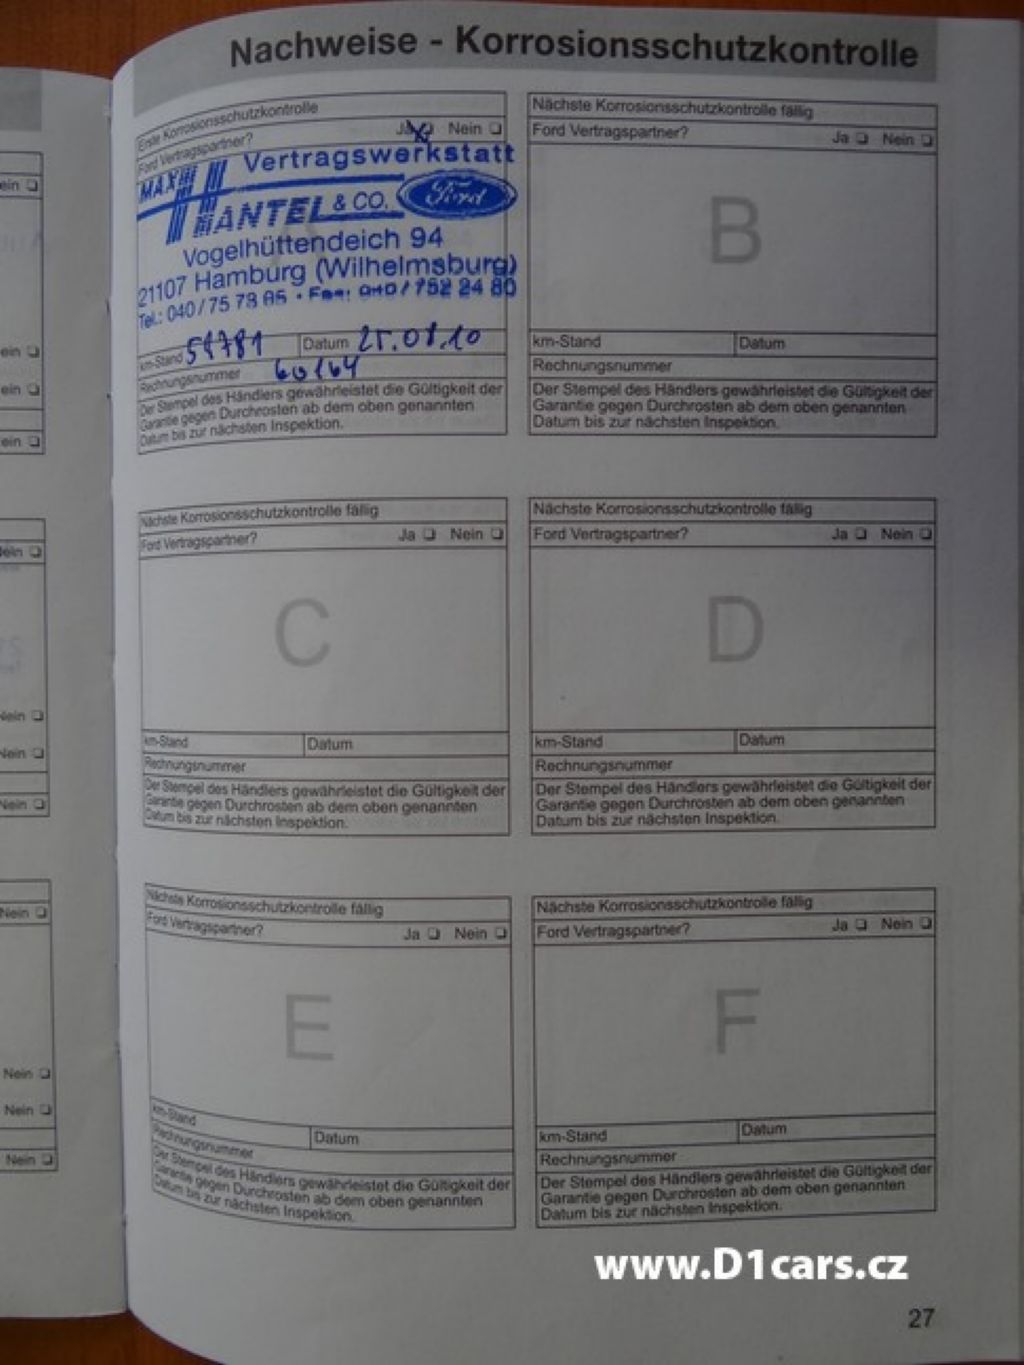 Nachweise - Korrosionsschutzkontrolle
Erste Korrosionsschutzkontrolle
Ford Vertragspartner? Ja Nein
Vertragswerkstatt
MAX HANTEL & CO. Ford
Vogelhüttendeich 94
21107 Hamburg (Wilhelmsburg)
Tel.: 040/75 78 • Fax: 040/752 24 80
km-Stand Datum
Rechnungsnummer 60164
Der Stempel des Händlers gewährleistet die Gültigkeit der
Garantie gegen Durchrosten ab dem oben genannten
Datum bis zur nächsten Inspektion.
Nächste Korrosionsschutzkontrolle fällig
Ford Vertragspartner? Ja Nein
B
km-Stand Datum
Rechnungsnummer
Der Stempel des Händlers gewährleistet die Gültigkeit der
Garantie gegen Durchrosten ab dem oben genannten
Datum bis zur nächsten Inspektion.
Nächste Korrosionsschutzkontrolle fällig
Ford Vertragspartner? Ja Nein
C
km-Stand Datum
Rechnungsnummer
Der Stempel des Händlers gewährleistet die Gültigkeit der
Garantie gegen Durchrosten ab dem oben genannten
Datum bis zur nächsten Inspektion.
Nächste Korrosionsschutzkontrolle fällig
Ford Vertragspartner? Ja Nein
D
km-Stand Datum
Rechnungsnummer
Der Stempel des Händlers gewährleistet die Gültigkeit der
Garantie gegen Durchrosten ab dem oben genannten
Datum bis zur nächsten Inspektion.
Nächste Korrosionsschutzkontrolle fällig
Ford Vertragspartner? Ja Nein
E
km-Stand Datum
Rechnungsnummer
Der Stempel des Händlers gewährleistet die Gültigkeit der
Garantie gegen Durchrosten ab dem oben genannten
Datum bis zur nächsten Inspektion.
Nächste Korrosionsschutzkontrolle fällig
Ford Vertragspartner? Ja Nein
F
km-Stand Datum
Rechnungsnummer
Der Stempel des Händlers gewährleistet die Gültigkeit der
Garantie gegen Durchrosten ab dem oben genannten
Datum bis zur nächsten Inspektion.
www.D1cars.cz
27
Nein
Nein
Nein
Nein
Nein
Nein